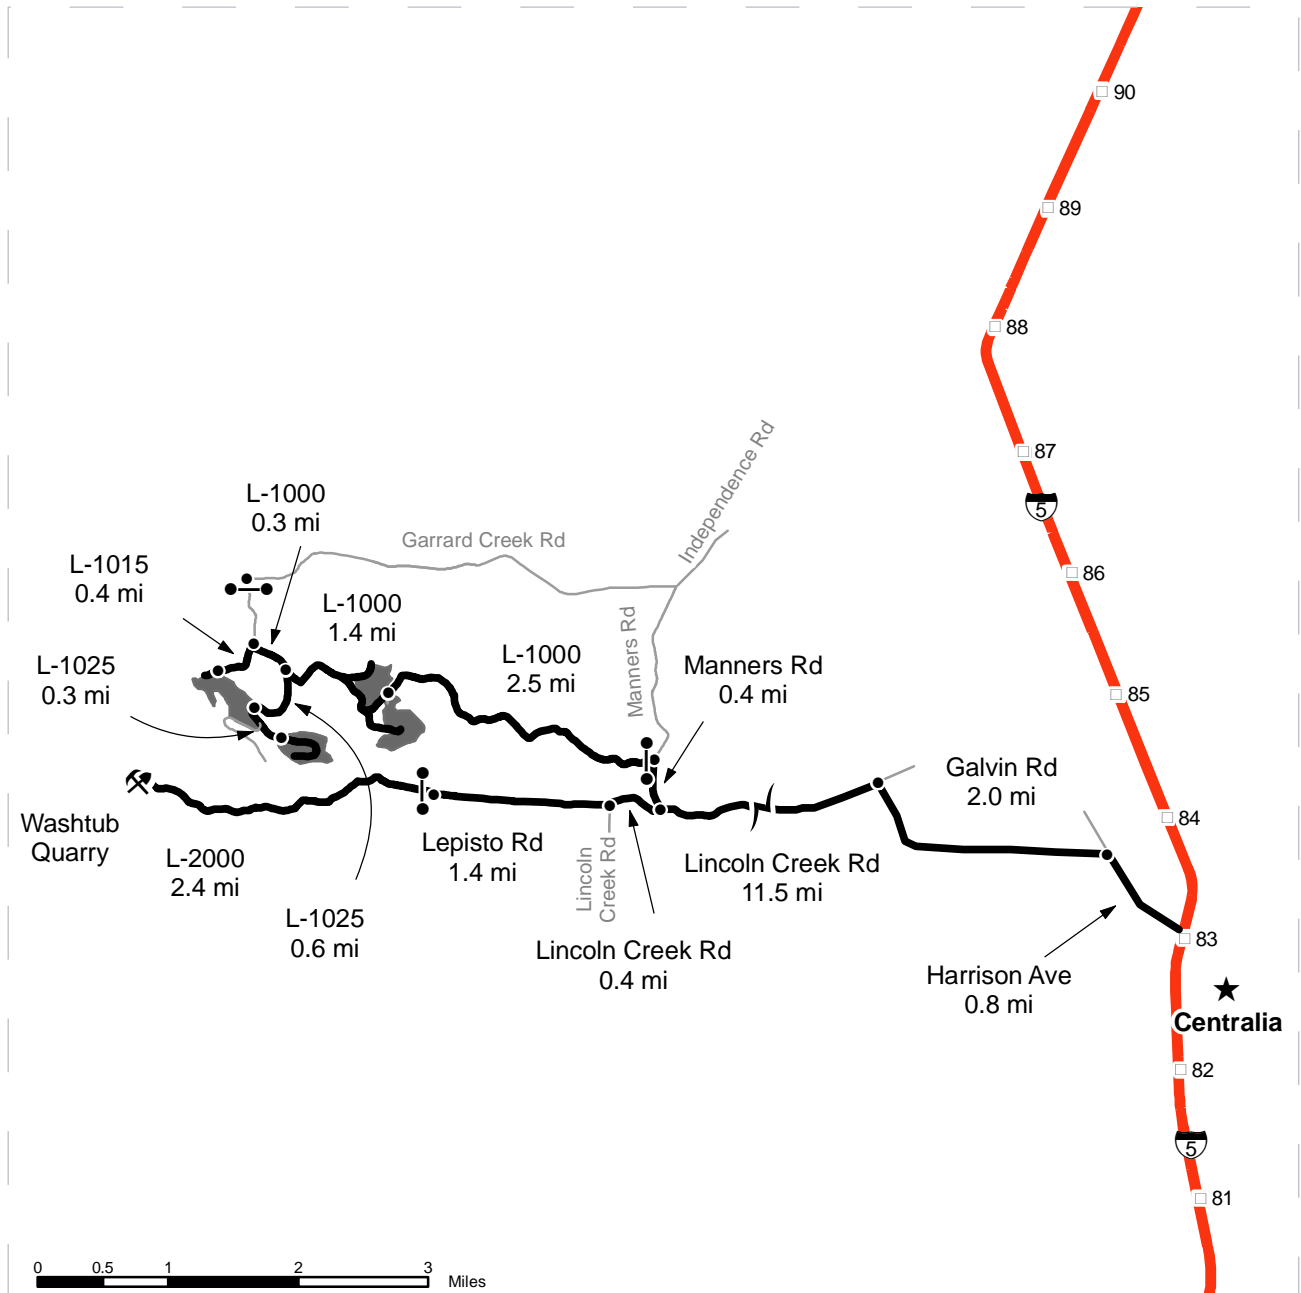 90
89
88
87
5
86
85
84
83
Centralia
82
5
81
Independence Rd
Garrard Creek Rd
Manners Rd
L-1000
0.3 mi
L-1015
0.4 mi
L-1000
1.4 mi
L-1025
0.3 mi
L-1000
2.5 mi
Manners Rd
0.4 mi
Galvin Rd
2.0 mi
Washtub
Quarry
L-2000
2.4 mi
Lepisto Rd
1.4 mi
Lincoln
Creek Rd
Lincoln Creek Rd
11.5 mi
L-1025
0.6 mi
Lincoln Creek Rd
0.4 mi
Harrison Ave
0.8 mi
0 0.5 1 2 3 Miles